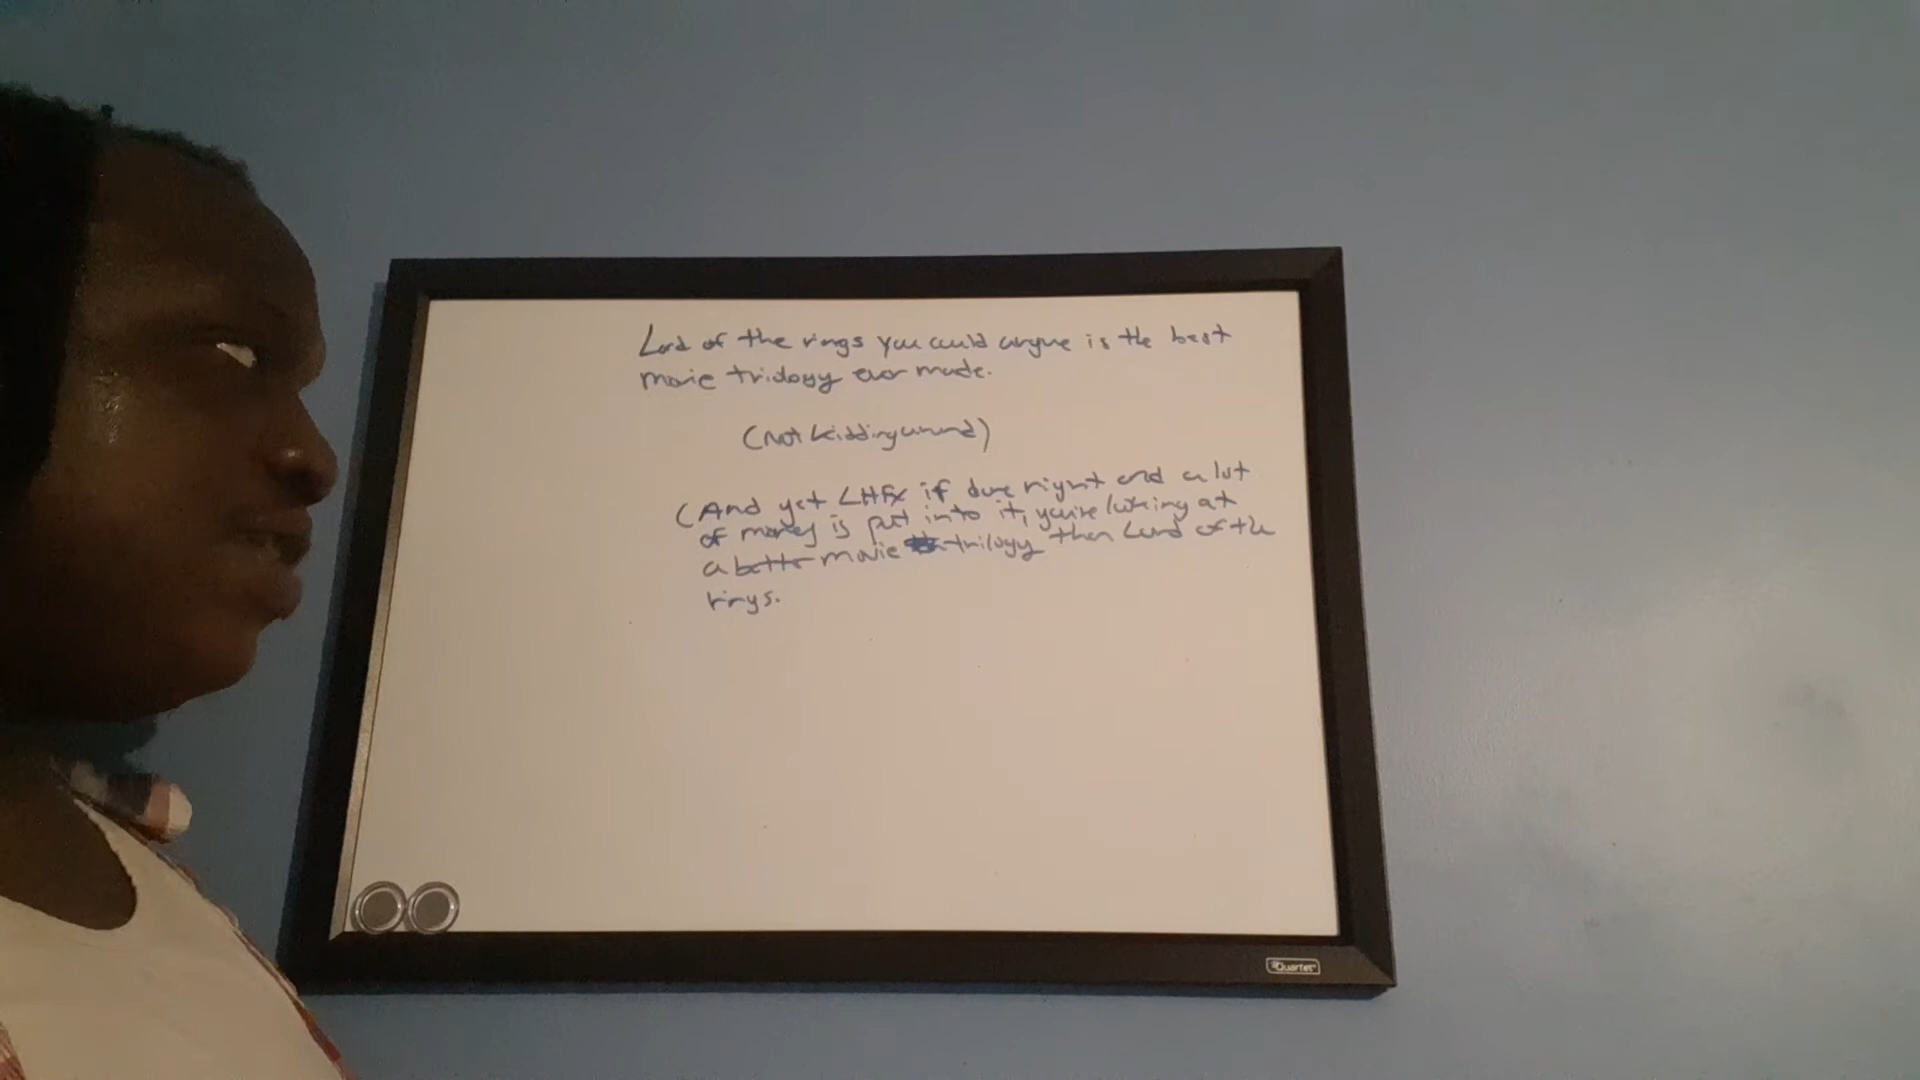 Lord of the rings you could argue is the best
movie trilogy ever made.
(Not kidding around)
(And yet LHFX if done right and a lot
of money is put into it, you're looking at
a better movie trilogy then Lord of the
rings.
Quartet